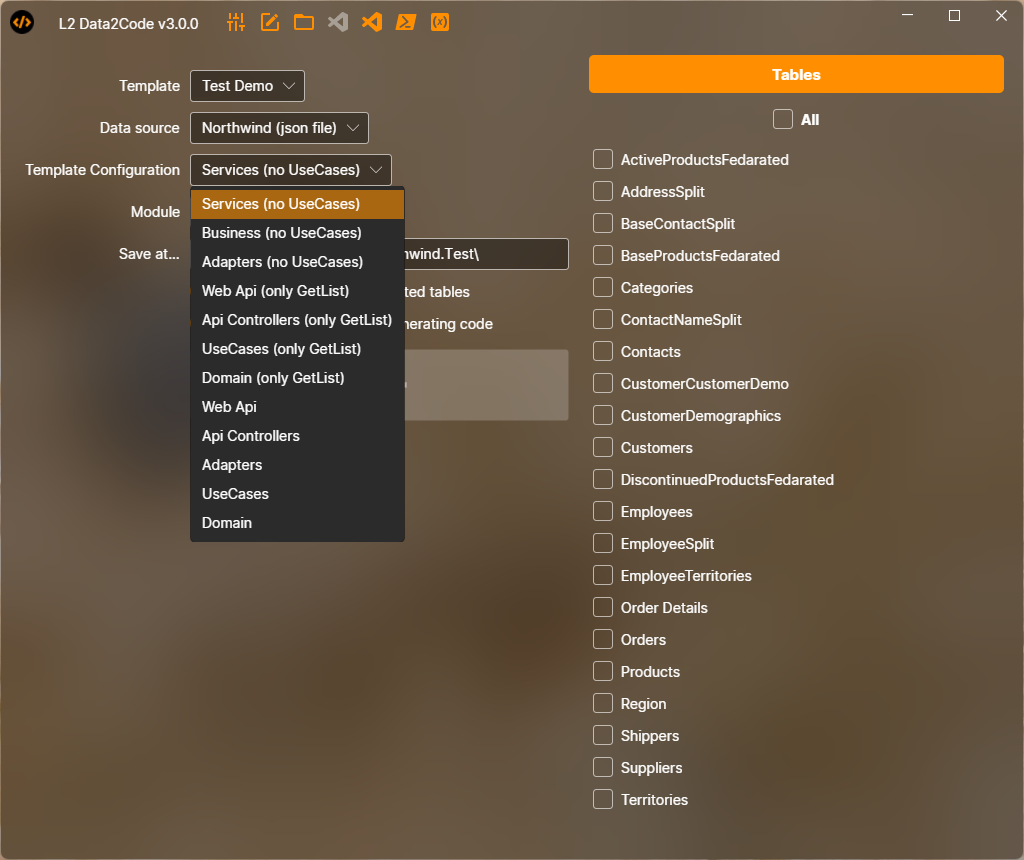 L2 Data2Code v3.0.0
Template
Test Demo
Data source
Northwind (json file)
Template Configuration
Services (no UseCases)
Module
Save at...
Services (no UseCases)
Business (no UseCases)
Adapters (no UseCases)
Web Api (only GetList)
Api Controllers (only GetList)
UseCases (only GetList)
Domain (only GetList)
Web Api
Api Controllers
Adapters
UseCases
Domain
tables
code
Tables
All
ActiveProductsFedarated
AddressSplit
BaseContactSplit
BaseProductsFedarated
Categories
ContactNameSplit
Contacts
CustomerCustomerDemo
CustomerDemographics
Customers
DiscontinuedProductsFedarated
Employees
EmployeeSplit
EmployeeTerritories
Order Details
Orders
Products
Region
Shippers
Suppliers
Territories